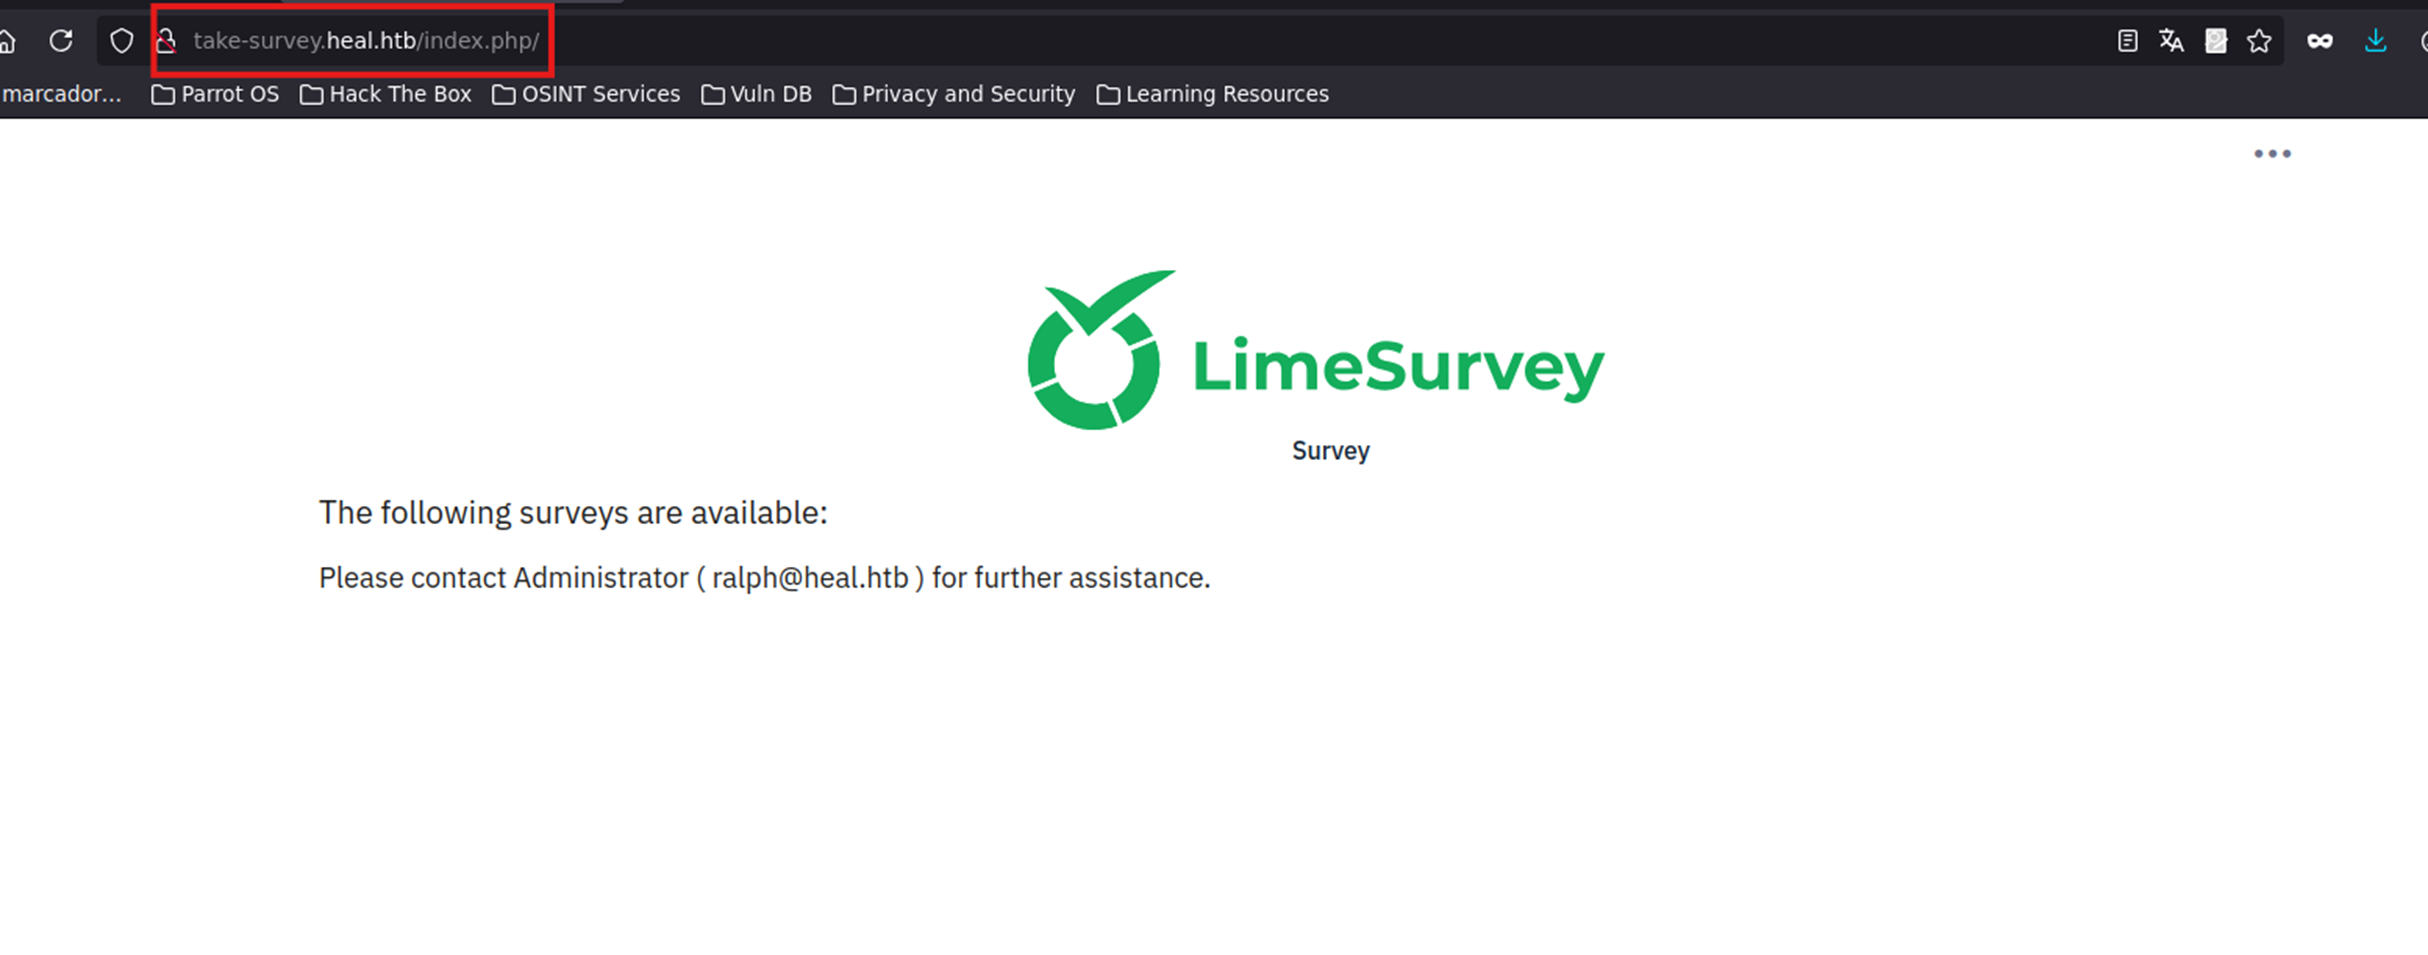 take-survey.heal.htb/index.php/
marcador... Parrot OS Hack The Box OSINT Services Vuln DB Privacy and Security Learning Resources
LimeSurvey
Survey
The following surveys are available:
Please contact Administrator ( ralph@heal.htb ) for further assistance.